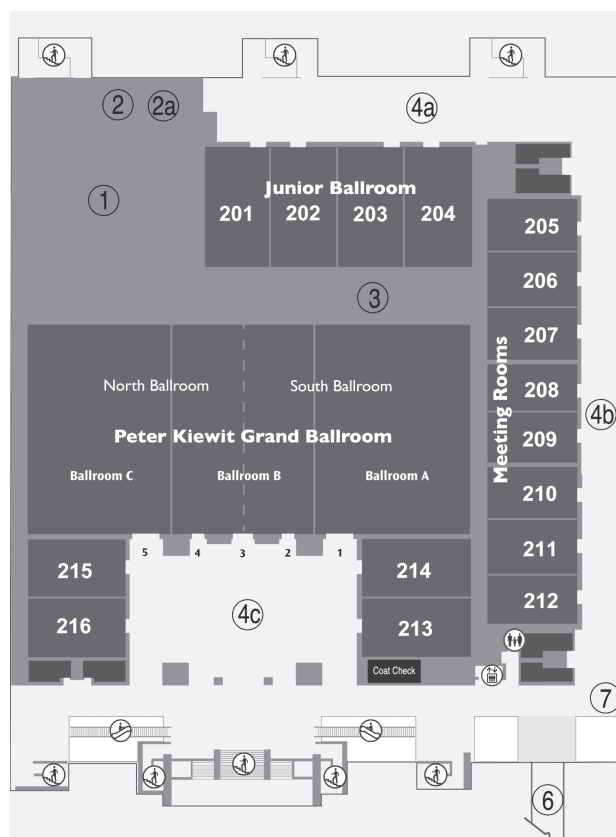 2 2a 4a
Junior Ballroom
1
201 202 203 204
205
206
3
207
208
North Ballroom South Ballroom
4b
Meeting Rooms
Peter Kiewit Grand Ballroom
209
Ballroom C Ballroom B Ballroom A
210
5 4 3 2 1
211
215 214
212
4c
216 213
Coat Check
7
6